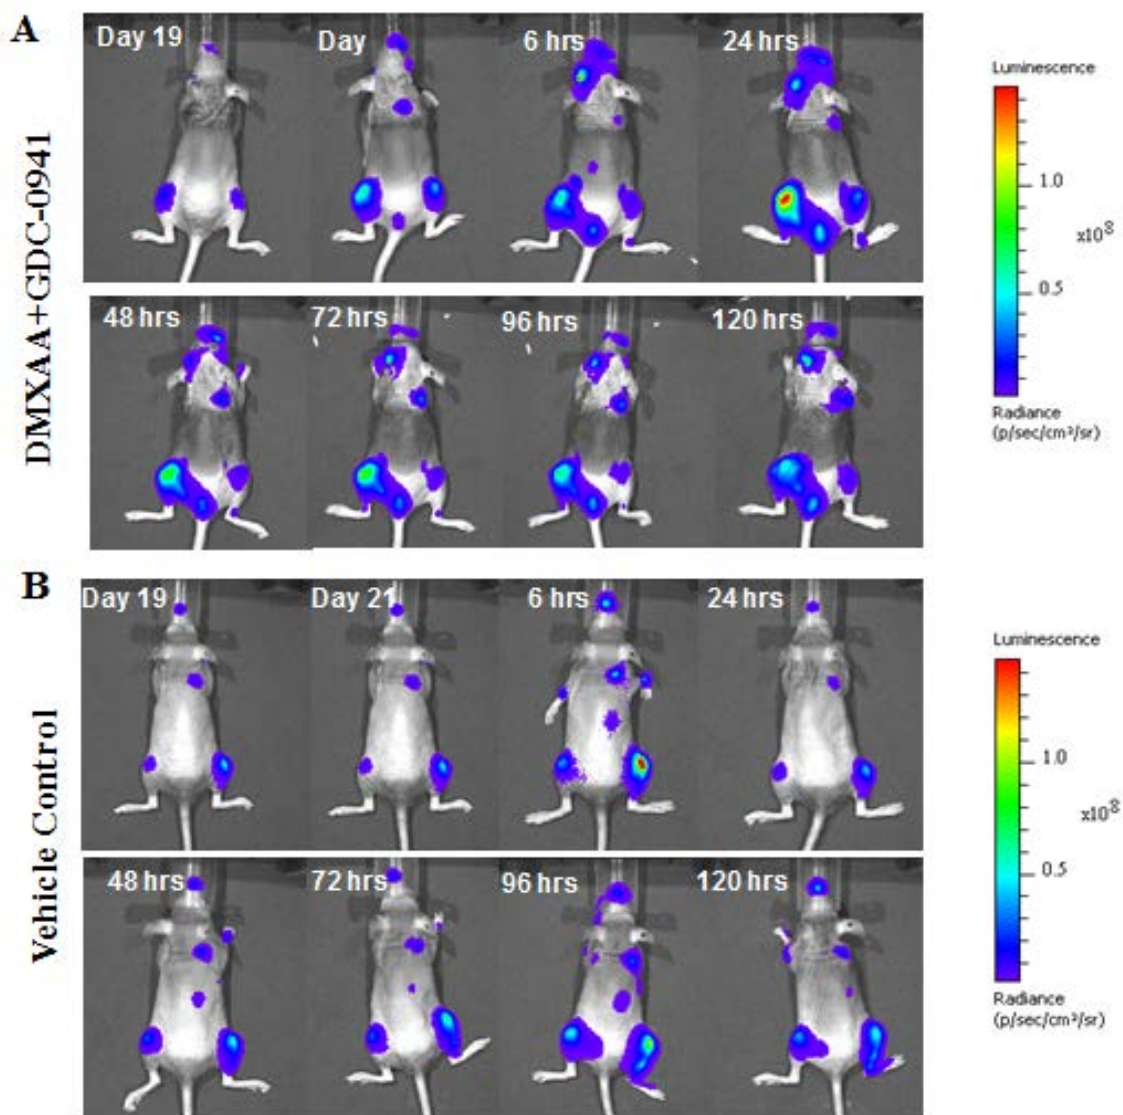 A
Day 19
Day
6 hrs
24 hrs
48 hrs
72 hrs
96 hrs
120 hrs
DMXAA+GDC-0941
Luminescence
1.0
x10⁸
0.5
Radiance
(p/sec/cm²/sr)
B
Day 19
Day 21
6 hrs
24 hrs
48 hrs
72 hrs
96 hrs
120 hrs
Vehicle Control
Luminescence
1.0
x10⁸
0.5
Radiance
(p/sec/cm²/sr)